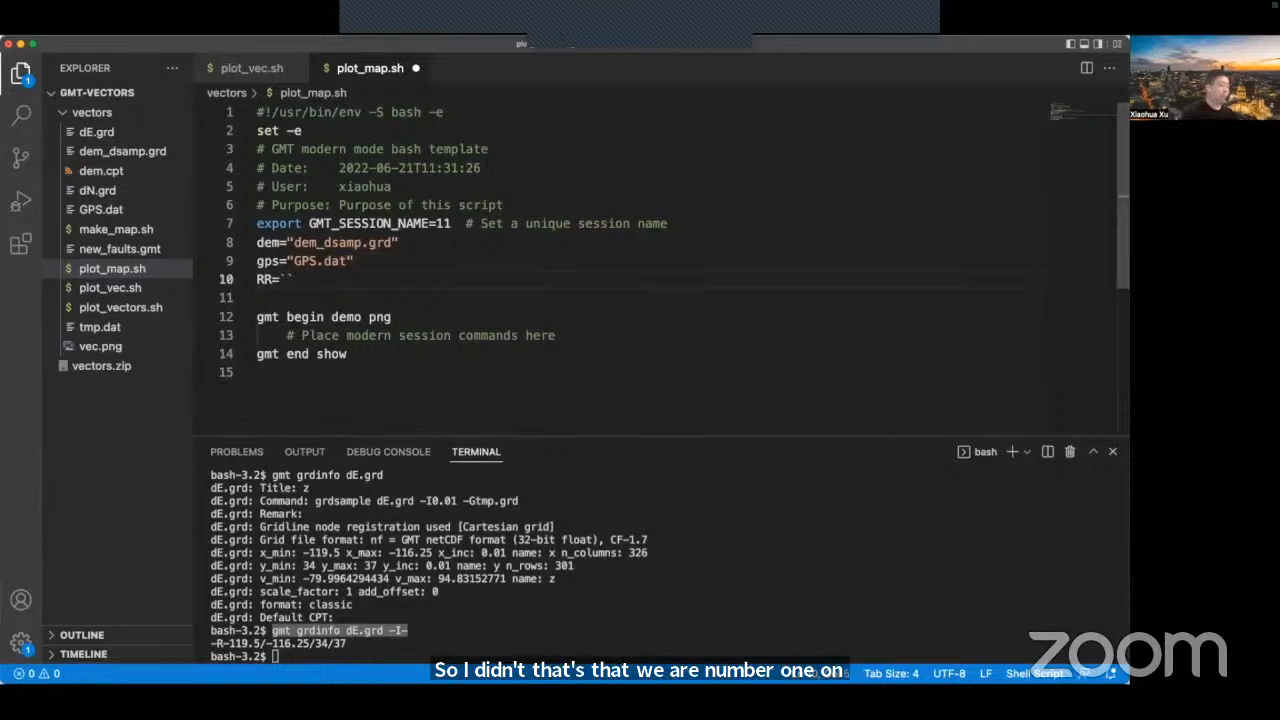 plo
EXPLORER
GMT-VECTORS
vectors
dE.grd
dem_dsamp.grd
dem.cpt
dN.grd
GPS.dat
make_map.sh
new_faults.gmt
plot_map.sh
plot_vec.sh
plot_vectors.sh
tmp.dat
vec.png
vectors.zip
OUTLINE
TIMELINE
plot_vec.sh
plot_map.sh
vectors > plot_map.sh
1 #!/usr/bin/env -S bash -e
2 set -e
3 # GMT modern mode bash template
4 # Date: 2022-06-21T11:31:26
5 # User: xiaohua
6 # Purpose: Purpose of this script
7 export GMT_SESSION_NAME=11 # Set a unique session name
8 dem="dem_dsamp.grd"
9 gps="GPS.dat"
10 RR=``
11
12 gmt begin demo png
13 # Place modern session commands here
14 gmt end show
15
PROBLEMS OUTPUT DEBUG CONSOLE TERMINAL
bash
bash-3.2$ gmt grdinfo dE.grd
dE.grd: Title: z
dE.grd: Command: grdsample dE.grd -I0.01 -Gtmp.grd
dE.grd: Remark:
dE.grd: Gridline node registration used [Cartesian grid]
dE.grd: Grid file format: nf = GMT netCDF format (32-bit float), CF-1.7
dE.grd: x_min: -119.5 x_max: -116.25 x_inc: 0.01 name: x n_columns: 326
dE.grd: y_min: 34 y_max: 37 y_inc: 0.01 name: y n_rows: 301
dE.grd: v_min: -79.9964294434 v_max: 94.83152771 name: z
dE.grd: scale_factor: 1 add_offset: 0
dE.grd: format: classic
dE.grd: Default CPT:
bash-3.2$ gmt grdinfo dE.grd -I-
-R-119.5/-116.25/34/37
bash-3.2$
0 0
So I didn't that's that we are number one on
Tab Size: 4 UTF-8 LF Shell Script
1
1
Xiaohua Xu
zoom